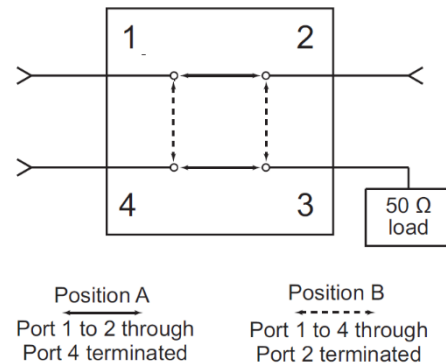 1 2
4 3
50 Ω
load
Position A
Port 1 to 2 through
Port 4 terminated
Position B
Port 1 to 4 through
Port 2 terminated